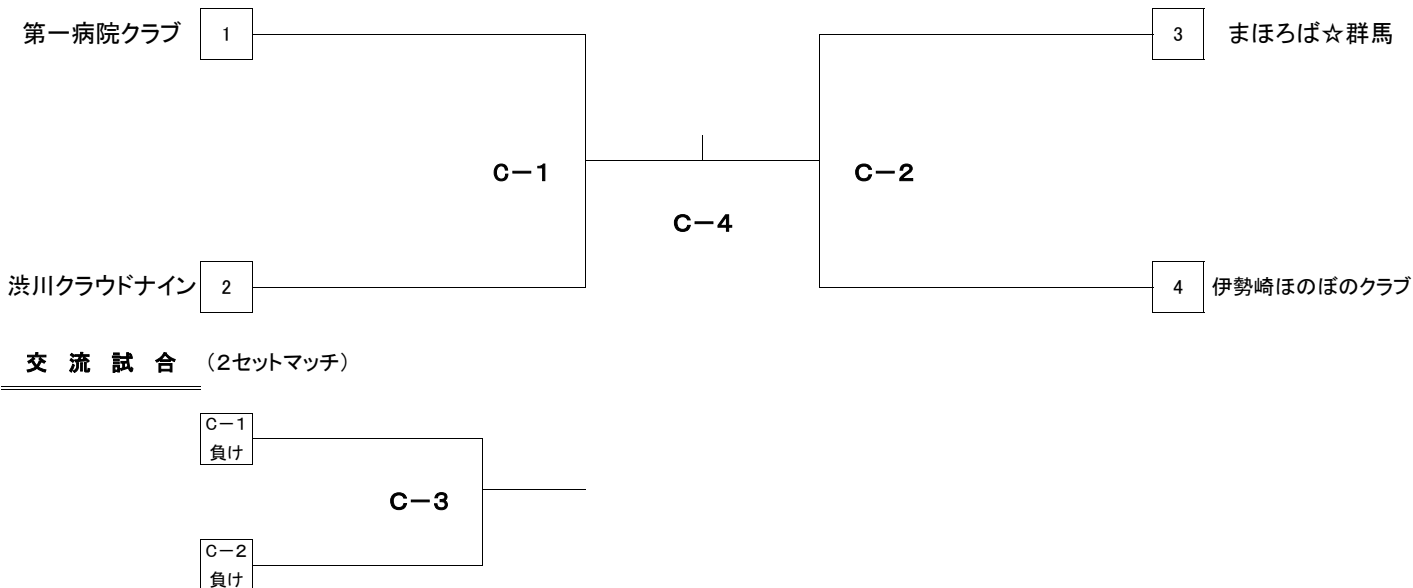 第一病院クラブ 1
3 まほろば☆群馬
C－1
C－2
C－4
渋川クラウドナイン 2
4 伊勢崎ほのぼのクラブ
交 流 試 合 （2セットマッチ）
C－1
負け
C－3
C－2
負け